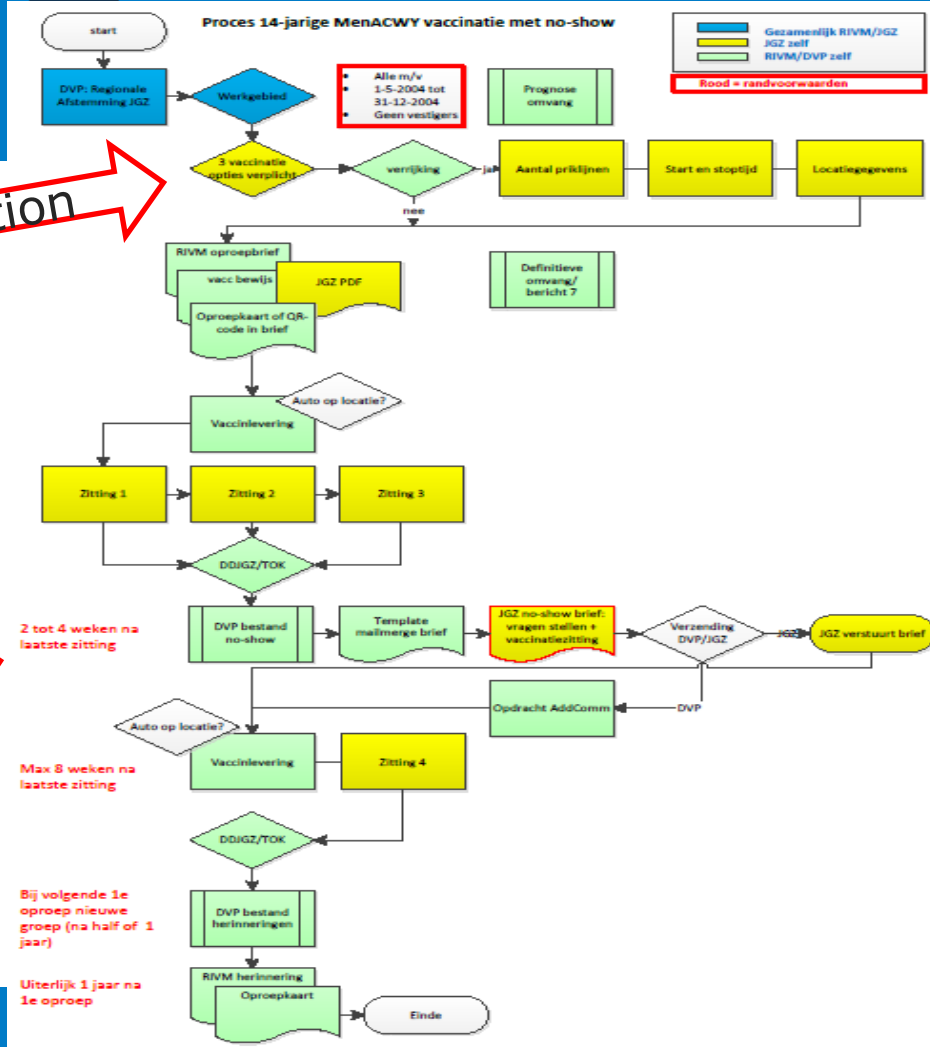 Proces 14-jarige MenACWY vaccinatie met no-show
Gezamenlijk RIVM/JGZ
JGZ zelf
RIVM/DVP zelf
Rood = randvoorwaarden
start
DVP: Regionale
Afstemming JGZ
Werkgebied
• Alle m/v
• 1-5-2004 tot
31-12-2004
• Geen vestigers
Prognose
omvang
3 vaccinatie
opties verplicht
verrijking
ja
Aantal priklijnen
Start en stoptijd
Locatiegegevens
nee
tion
RIVM oproepbrief
vacc bewijs
JGZ PDF
Oproepkaart of QR-
code in brief
Definitieve
omvang/
bericht 7
Auto op locatie?
Vaccinlevering
Zitting 1
Zitting 2
Zitting 3
DDJGZ/TOK
2 tot 4 weken na
laatste zitting
DVP bestand
no-show
Template
mailmerge brief
JGZ no-show brief:
vragen stellen +
vaccinatiezitting
Verzending
DVP/JGZ
JGZ
JGZ verstuurt brief
Opdracht AddComm
DVP
Auto op locatie?
Max 8 weken na
laatste zitting
Vaccinlevering
Zitting 4
DDJGZ/TOK
Bij volgende 1e
oproep nieuwe
groep (na half of 1
jaar)
DVP bestand
herinneringen
Uiterlijk 1 jaar na
1e oproep
RIVM herinnering
Oproepkaart
Einde